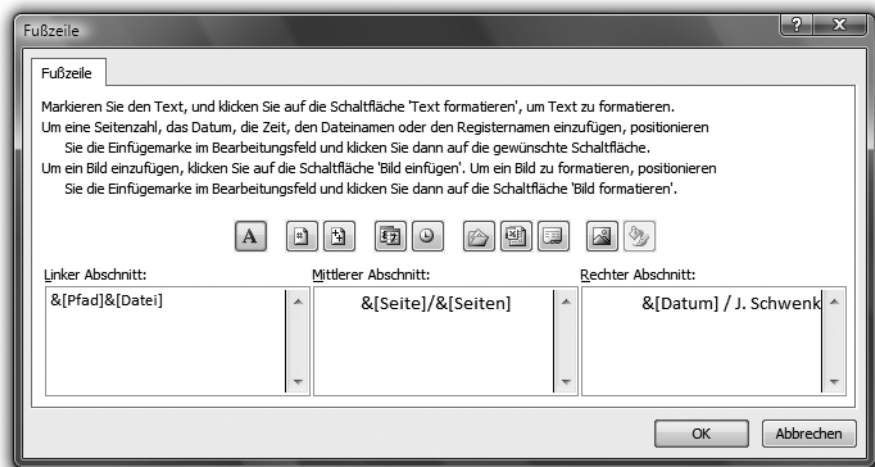 Fußzeile
Fußzeile
Markieren Sie den Text, und klicken Sie auf die Schaltfläche 'Text formatieren', um Text zu formatieren.
Um eine Seitenzahl, das Datum, die Zeit, den Dateinamen oder den Registernamen einzufügen, positionieren
Sie die Einfügemarke im Bearbeitungsfeld und klicken Sie dann auf die gewünschte Schaltfläche.
Um ein Bild einzufügen, klicken Sie auf die Schaltfläche 'Bild einfügen'. Um ein Bild zu formatieren, positionieren
Sie die Einfügemarke im Bearbeitungsfeld und klicken Sie dann auf die Schaltfläche 'Bild formatieren'.
A
Linker Abschnitt: Mittlerer Abschnitt: Rechter Abschnitt:
&[Pfad]&[Datei] &[Seite]/&[Seiten] &[Datum] / J. Schwenk
OK Abbrechen